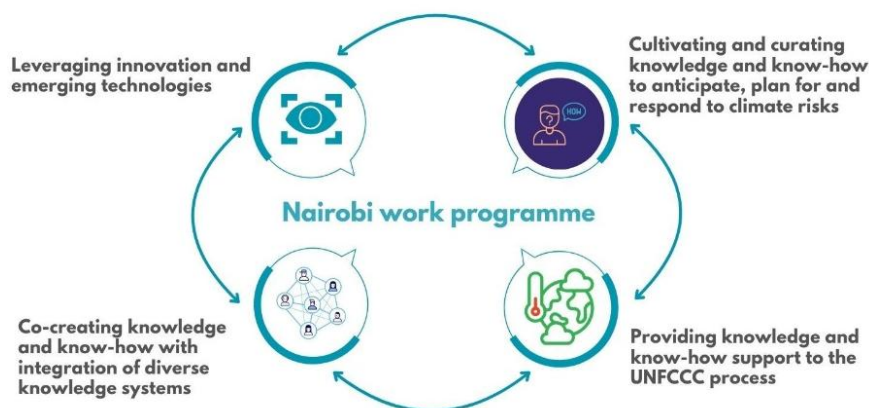 Leveraging innovation and
emerging technologies
Cultivating and curating
knowledge and know-how
to anticipate, plan for and
respond to climate risks
HOW
?
Nairobi work programme
Co-creating knowledge
and know-how with
integration of diverse
knowledge systems
Providing knowledge and
know-how support to the
UNFCCC process